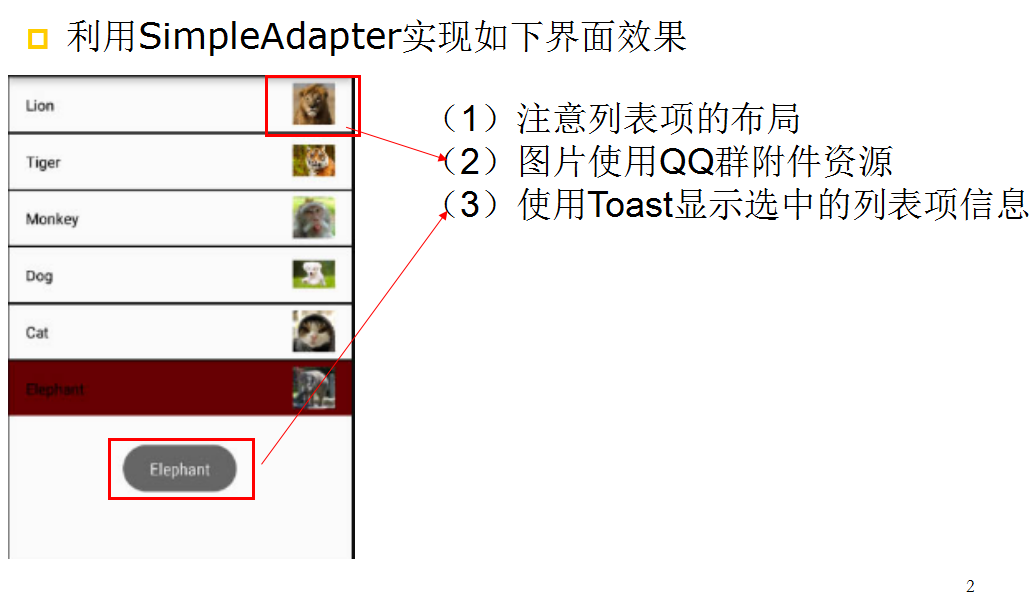 利用SimpleAdapter实现如下界面效果
Lion
Tiger
Monkey
Dog
Cat
Elephant
Elephant
（1）注意列表项的布局
（2）图片使用QQ群附件资源
（3）使用Toast显示选中的列表项信息
2